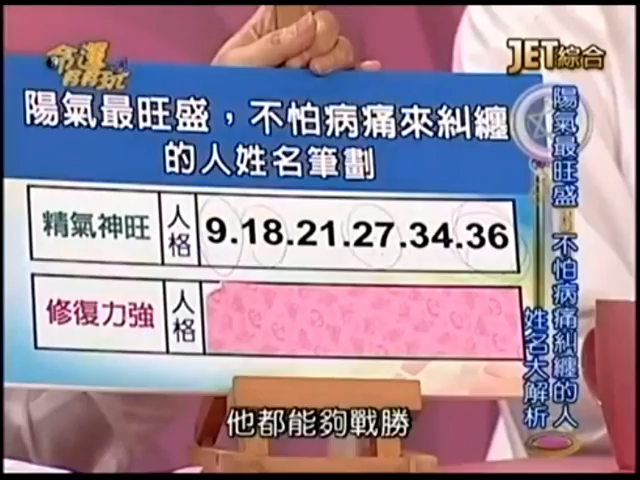 命運好好玩
JET綜合
陽氣最旺盛，不怕病痛來糾纏
的人姓名筆劃
精氣神旺
人格
9.18.21.27.34.36
修復力強
人格
陽氣最旺盛，不怕病痛糾纏的人
姓名大解析
他都能夠戰勝